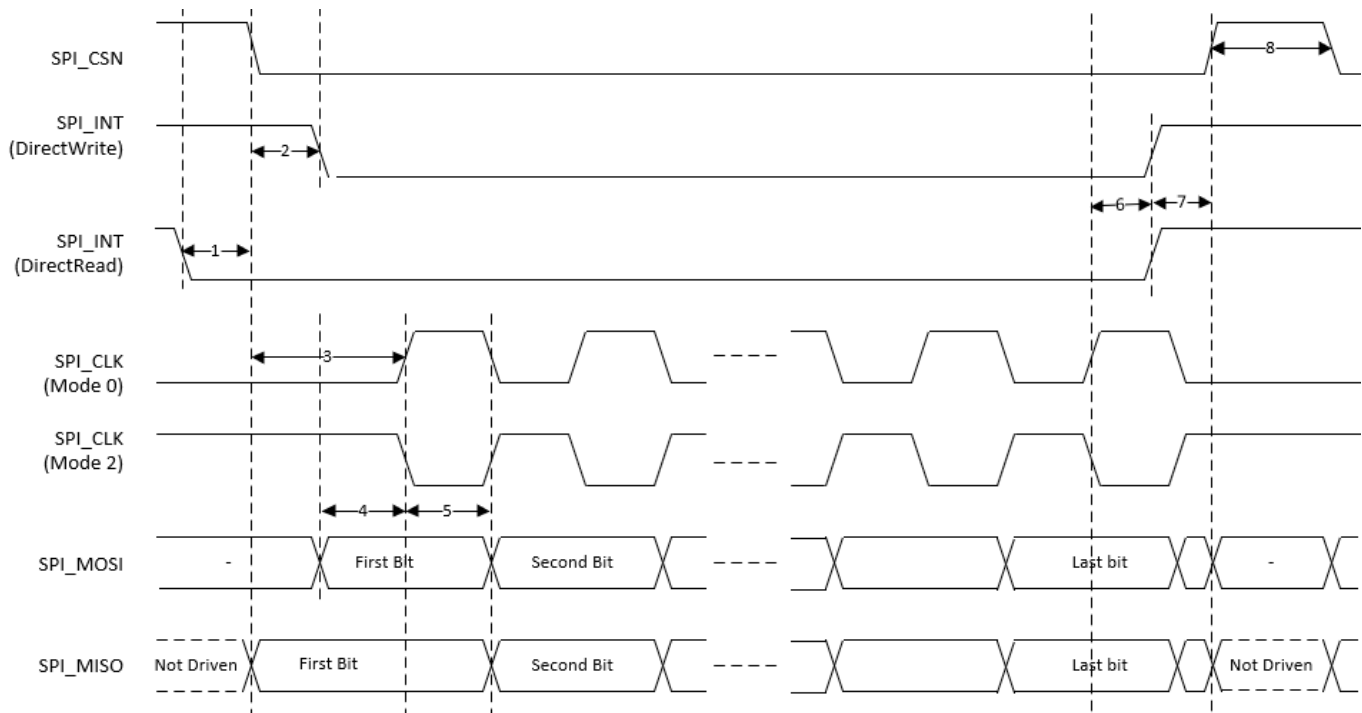 SPI_CSN
8
SPI_INT
(DirectWrite)
2
6
7
SPI_INT
(DirectRead)
1
SPI_CLK
(Mode 0)
3
SPI_CLK
(Mode 2)
4
5
SPI_MOSI
-
First Bit
Second Bit
Last bit
-
SPI_MISO
Not Driven
First Bit
Second Bit
Last bit
Not Driven